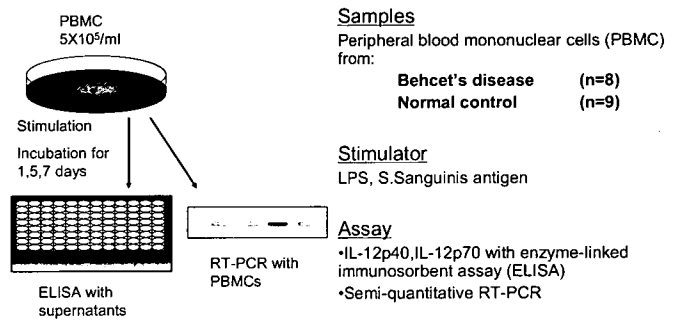 PBMC
5X10⁵/ml
Stimulation
Incubation for
1,5,7 days
ELISA with
supernatants
RT-PCR with
PBMCs
Samples
Peripheral blood mononuclear cells (PBMC)
from:
Behcet's disease (n=8)
Normal control (n=9)
Stimulator
LPS, S.Sanguinis antigen
Assay
•IL-12p40,IL-12p70 with enzyme-linked
immunosorbent assay (ELISA)
•Semi-quantitative RT-PCR